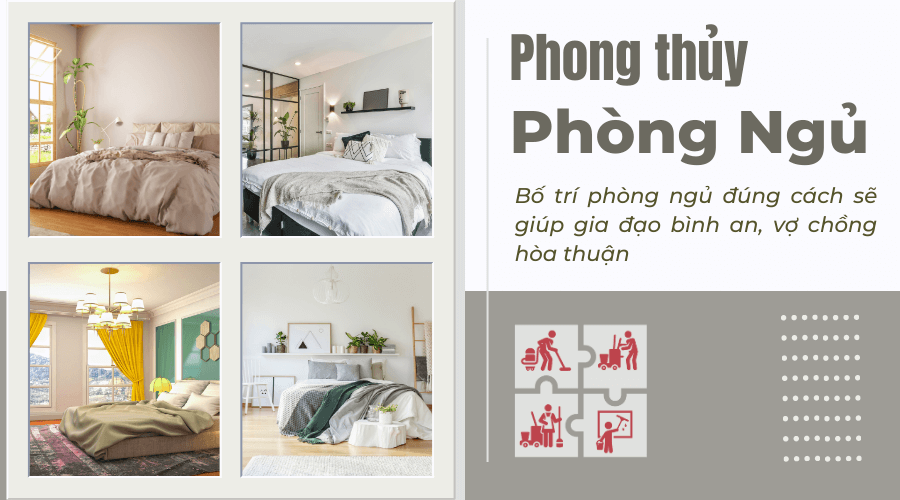 Phong thủy
Phòng Ngủ
Bố trí phòng ngủ đúng cách sẽ
giúp gia đạo bình an, vợ chồng
hòa thuận